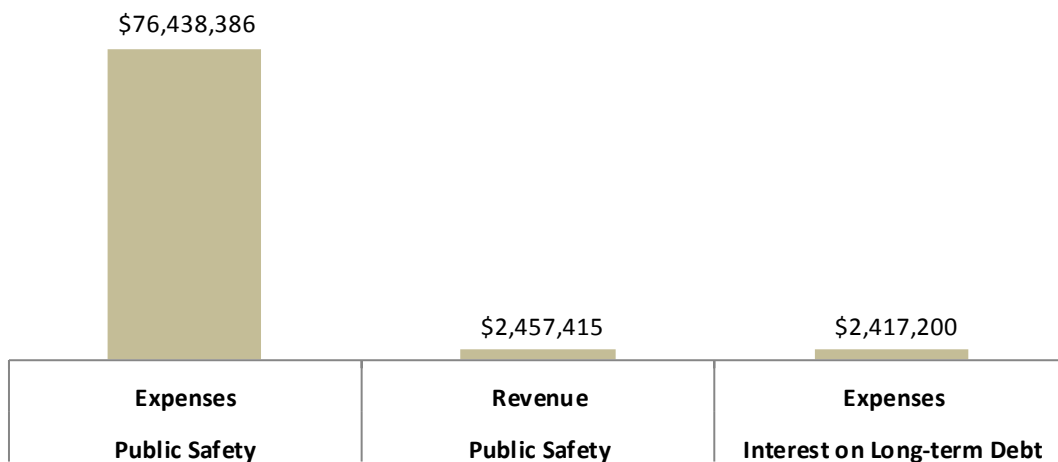 $76,438,386
$2,457,415
$2,417,200
Expenses
Revenue
Expenses
Public Safety
Public Safety
Interest on Long-term Debt